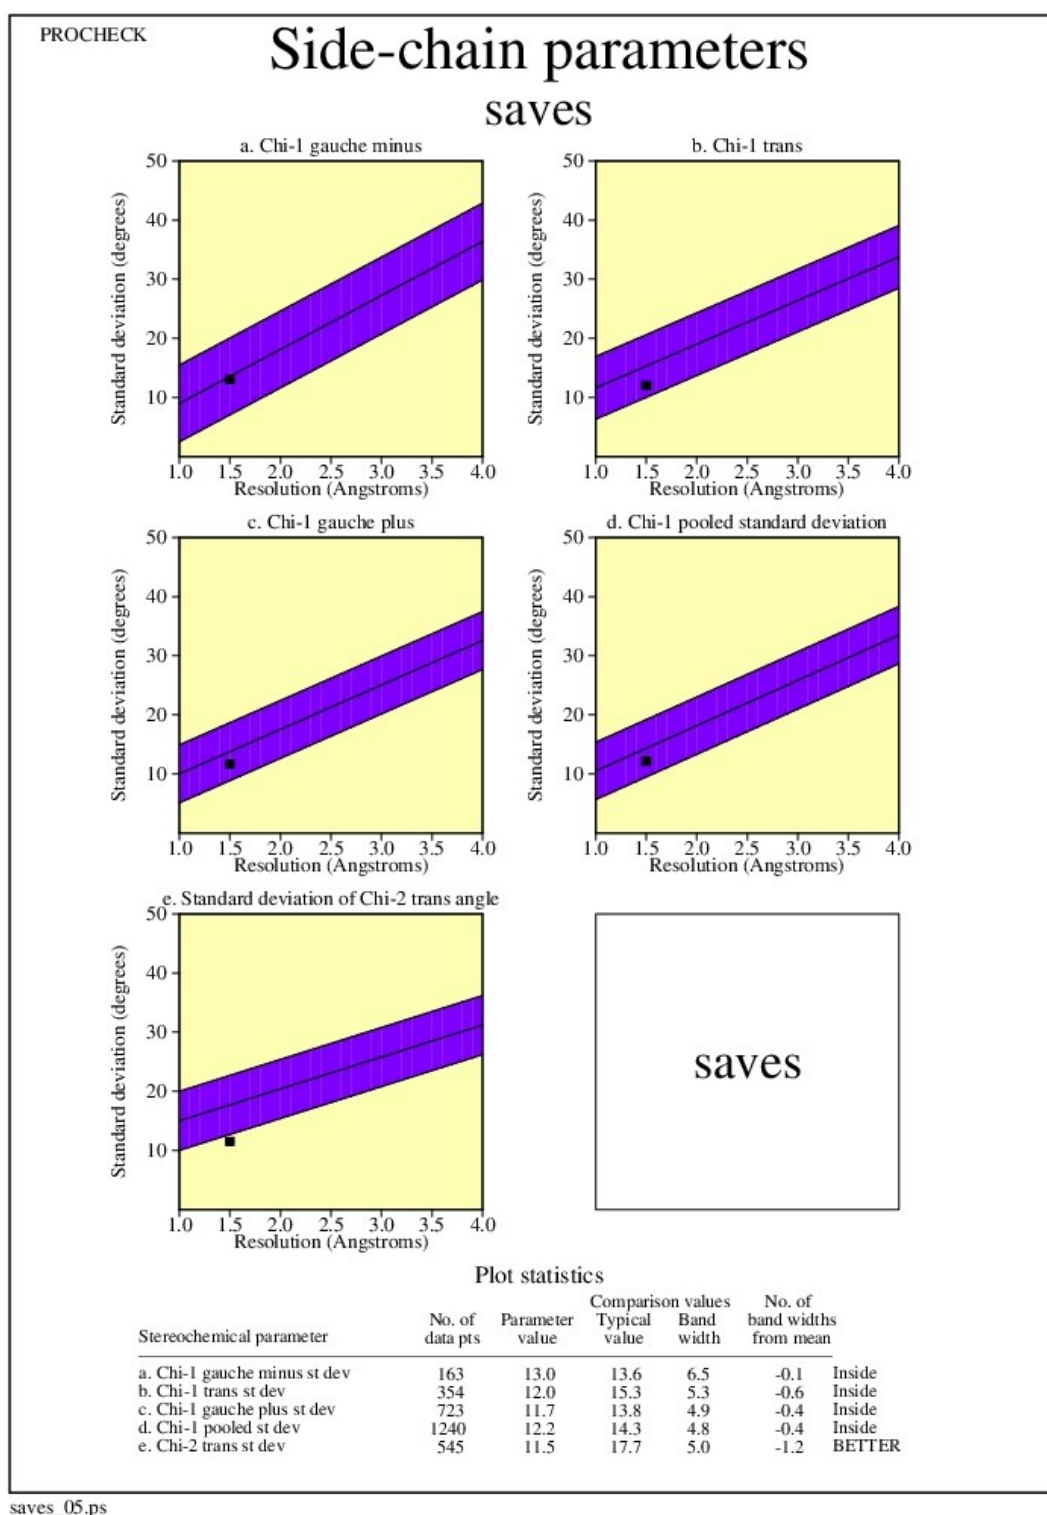 PROCHECK
Side-chain parameters
saves
a. Chi-1 gauche minus
50
40
30
20
10
Standard deviation (degrees)
1.0 1.5 2.0 2.5 3.0 3.5 4.0
Resolution (Angstroms)
b. Chi-1 trans
50
40
30
20
10
Standard deviation (degrees)
1.0 1.5 2.0 2.5 3.0 3.5 4.0
Resolution (Angstroms)
c. Chi-1 gauche plus
50
40
30
20
10
Standard deviation (degrees)
1.0 1.5 2.0 2.5 3.0 3.5 4.0
Resolution (Angstroms)
d. Chi-1 pooled standard deviation
50
40
30
20
10
Standard deviation (degrees)
1.0 1.5 2.0 2.5 3.0 3.5 4.0
Resolution (Angstroms)
e. Standard deviation of Chi-2 trans angle
50
40
30
20
10
Standard deviation (degrees)
1.0 1.5 2.0 2.5 3.0 3.5 4.0
Resolution (Angstroms)
saves
Plot statistics
Comparison values No. of
No. of Parameter Typical Band band widths
Stereochemical parameter data pts value value width from mean
a. Chi-1 gauche minus st dev 163 13.0 13.6 6.5 -0.1 Inside
b. Chi-1 trans st dev 354 12.0 15.3 5.3 -0.6 Inside
c. Chi-1 gauche plus st dev 723 11.7 13.8 4.9 -0.4 Inside
d. Chi-1 pooled st dev 1240 12.2 14.3 4.8 -0.4 Inside
e. Chi-2 trans st dev 545 11.5 17.7 5.0 -1.2 BETTER
saves_05.ps